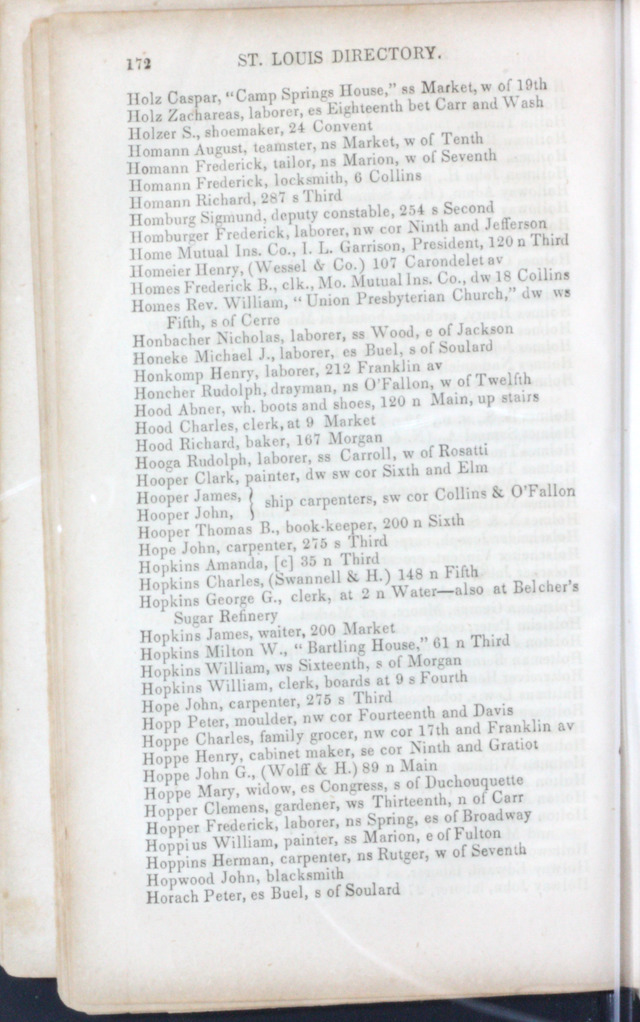 172 ST. LOUIS DIRECTORY.
Holz Caspar, "Camp Springs House," ss Market, w of 19th
Holz Zachareas, laborer, es Eighteenth bet Carr and Wash
Holzer S., shoemaker, 24 Convent
Homann August, teamster, ns Market, w of Tenth
Homann Frederick, tailor, ns Marion, w of Seventh
Homann Frederick, locksmith, 6 Collins
Homann Richard, 287 s Third
Homburg Sigmund, deputy constable, 254 s Second
Homburger Frederick, laborer, nw cor Ninth and Jefferson
Home Mutual Ins. Co., I. L. Garrison, President, 120 n Third
Homeier Henry, (Wessel & Co.) 107 Carondelet av
Homes Frederick B., clk., Mo. Mutual Ins. Co., dw 18 Collins
Homes Rev. William, "Union Presbyterian Church," dw ws
Fifth, s of Cerre
Honbacher Nicholas, laborer, ss Wood, e of Jackson
Honeke Michael J., laborer, es Buel, s of Soulard
Honkomp Henry, laborer, 212 Franklin av
Honcher Rudolph, drayman, ns O'Fallon, w of Twelfth
Hood Abner, wh. boots and shoes, 120 n Main, up stairs
Hood Charles, clerk, at 9 Market
Hood Richard, baker, 167 Morgan
Hooga Rudolph, laborer, ss Carroll, w of Rosatti
Hooper Clark, painter, dw sw cor Sixth and Elm
Hooper James, } ship carpenters, sw cor Collins & O'Fallon
Hooper John,
Hooper Thomas B., book-keeper, 200 n Sixth
Hope John, carpenter, 275 s Third
Hopkins Amanda, [c] 35 n Third
Hopkins Charles, (Swannell & H.) 148 n Fifth
Hopkins George G., clerk, at 2 n Water—also at Belcher's
Sugar Refinery
Hopkins James, waiter, 200 Market
Hopkins Milton W., "Bartling House," 61 n Third
Hopkins William, ws Sixteenth, s of Morgan
Hopkins William, clerk, boards at 9 s Fourth
Hope John, carpenter, 275 s Third
Hopp Peter, moulder, nw cor Fourteenth and Davis
Hoppe Charles, family grocer, nw cor 17th and Franklin av
Hoppe Henry, cabinet maker, se cor Ninth and Gratiot
Hoppe John G., (Wolff & H.) 89 n Main
Hoppe Mary, widow, es Congress, s of Duchouquette
Hopper Clemens, gardener, ws Thirteenth, n of Carr
Hopper Frederick, laborer, ns Spring, es of Broadway
Hoppius William, painter, ss Marion, e of Fulton
Hoppins Herman, carpenter, ns Rutger, w of Seventh
Hopwood John, blacksmith
Horach Peter, es Buel, s of Soulard